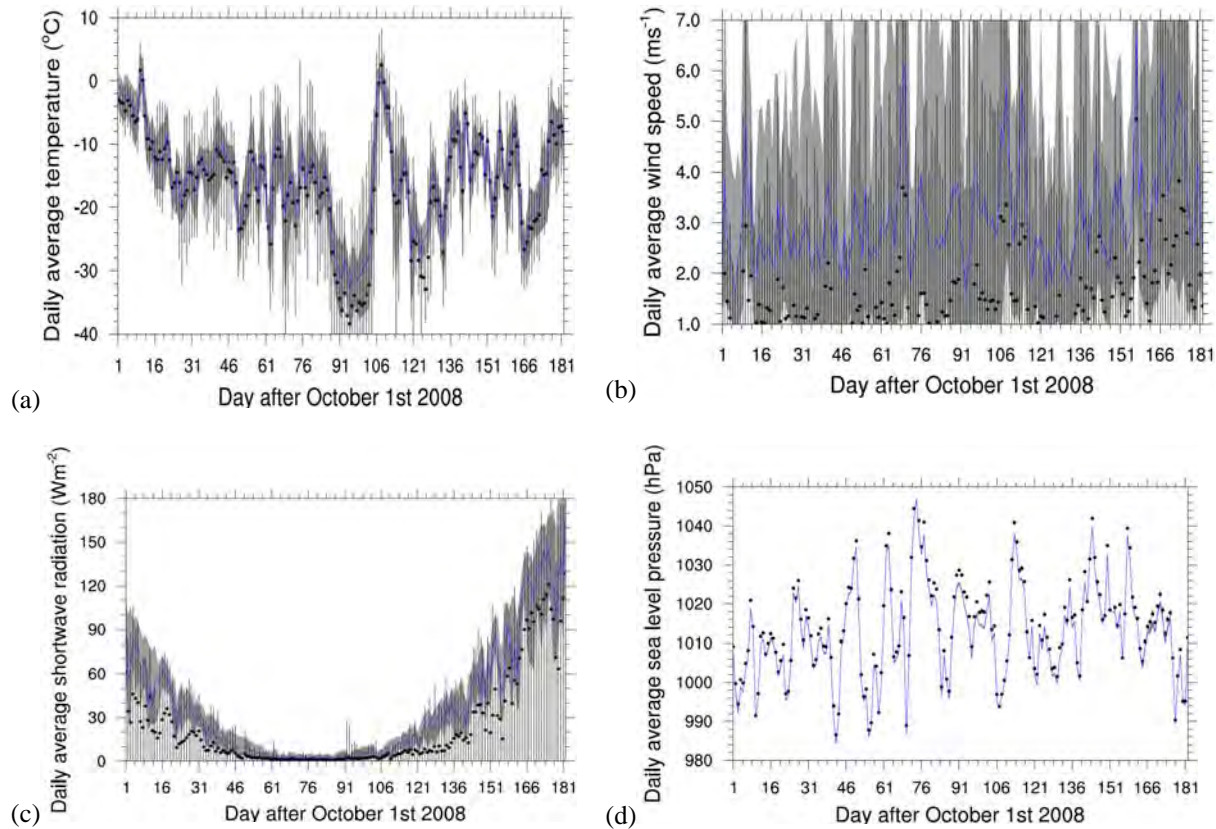 Daily average temperature (°C)
0
-10
-20
-30
-40
1 16 31 46 61 76 91 106 121 136 151 166 181
Day after October 1st 2008
(a)
Daily average wind speed (ms⁻¹)
7.0
6.0
5.0
4.0
3.0
2.0
1.0
1 16 31 46 61 76 91 106 121 136 151 166 181
Day after October 1st 2008
(b)
Daily average shortwave radiation (Wm⁻²)
180
150
120
90
60
30
0
1 16 31 46 61 76 91 106 121 136 151 166 181
Day after October 1st 2008
(c)
Daily average sea level pressure (hPa)
1050
1040
1030
1020
1010
1000
990
980
1 16 31 46 61 76 91 106 121 136 151 166 181
Day after October 1st 2008
(d)